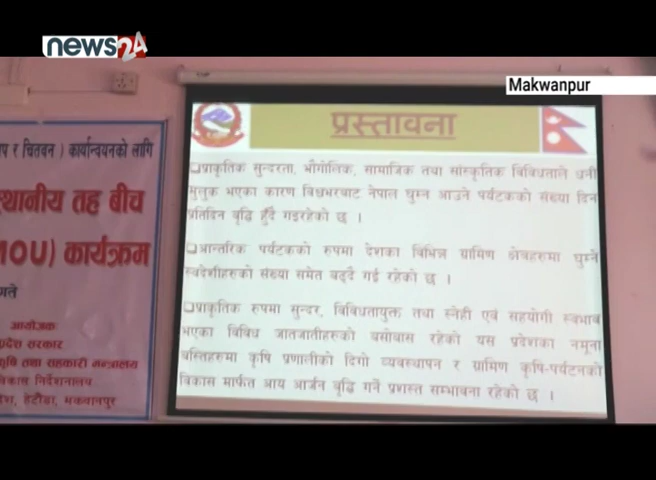 news24
Makwanpur
प र चितवन ) कार्यान्वयनको लागि
स्थानीय तह बीच
MOU) कार्यक्रम
गते
आयोजकः
प्रदेश सरकार
कृषि तथा सहकारी मन्त्रालय
विकास निर्देशनालय
हेटौंडा, मकवानपुर
प्रस्तावना
❑प्राकृतिक सुन्दरता, भौगोलिक, सामाजिक तथा सांस्कृतिक विविधताले धनी
मुलुक भएका कारण विश्वभरबाट नेपाल घुम्न आउने पर्यटकको संख्या दिन
प्रतिदिन वृद्धि हुँदै गइरहेको छ ।
❑आन्तरिक पर्यटकको रुपमा देशका विभिन्न ग्रामिण क्षेत्रहरुमा घुम्ने
स्वदेशीहरुको संख्या समेत बढ्दै गई रहेको छ ।
❑प्राकृतिक रुपमा सुन्दर, विविधतायुक्त तथा स्नेही एवं सहयोगी स्वभाव
भएका विविध जातजातीहरुको बसोबास रहेको यस प्रदेशका नमूना
बस्तिहरुमा कृषि प्रणालीको दिगो व्यवस्थापन र ग्रामिण कृषि-पर्यटनको
विकास मार्फत आय आर्जन वृद्धि गर्ने प्रशस्त सम्भावना रहेको छ ।